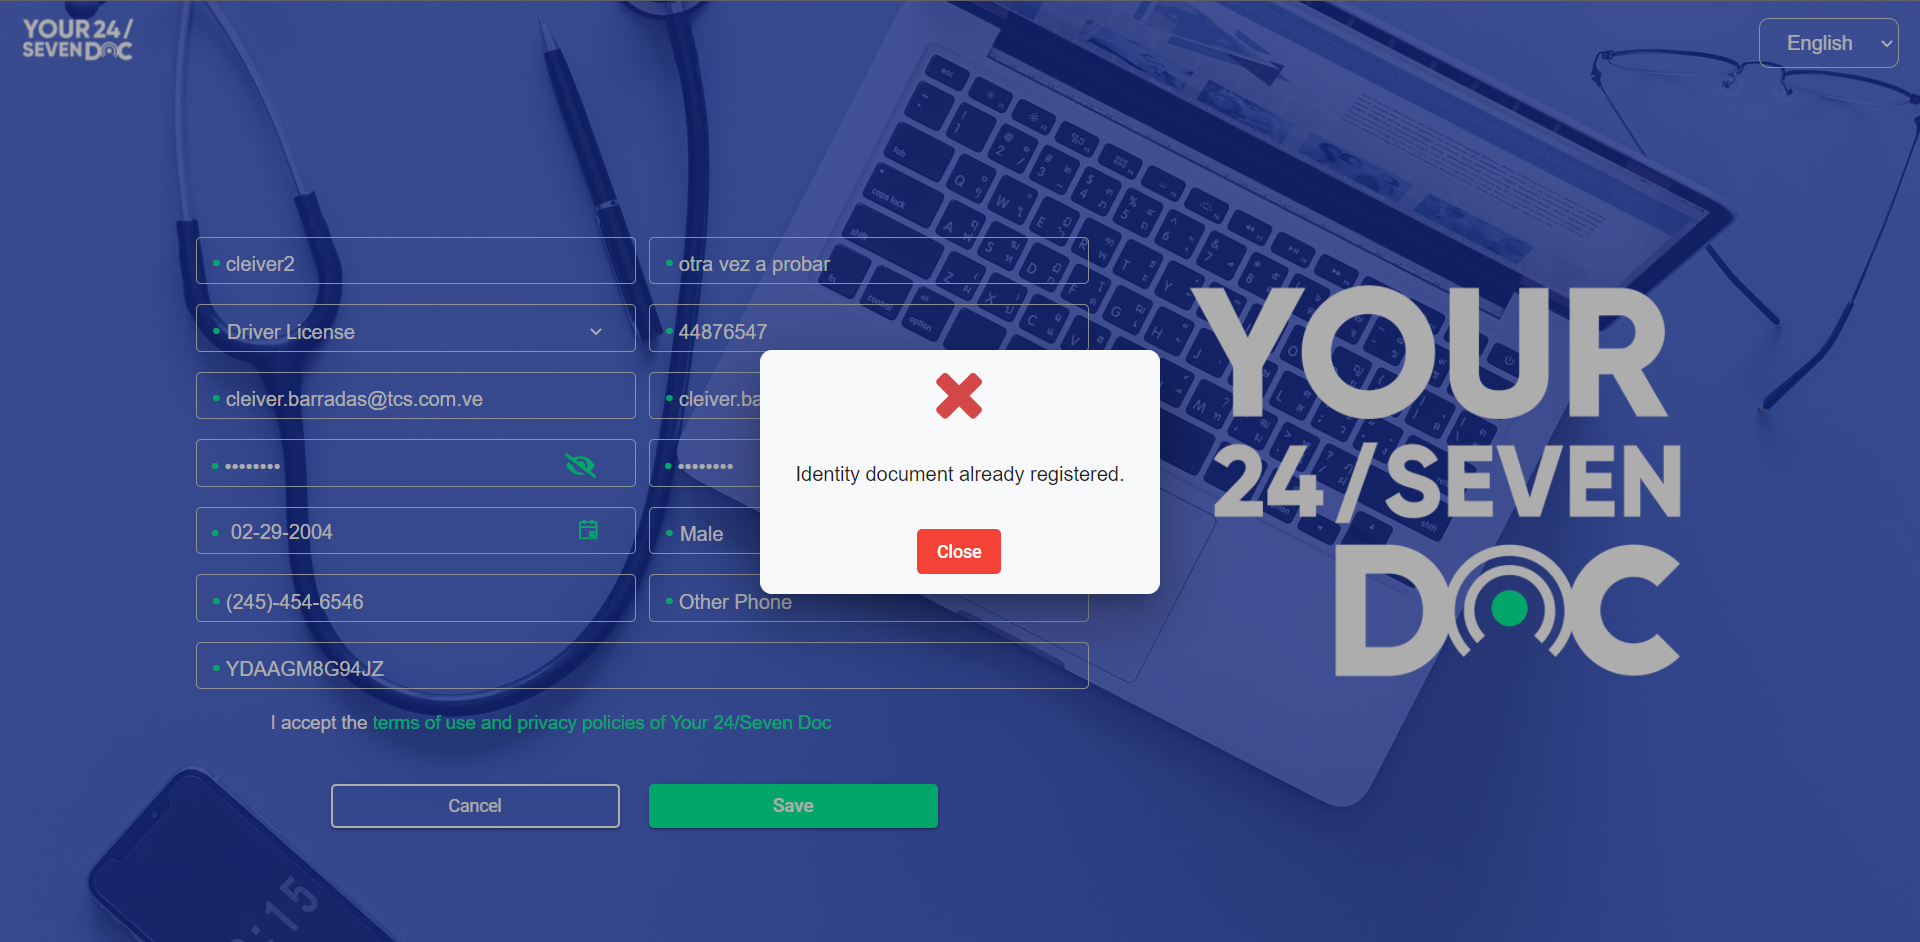 YOUR 24/
SEVEN DOC
English
cleiver2
otra vez a probar
Driver License
44876547
cleiver.barradas@tcs.com.ve
cleiver.ba
••••••••
••••••••
02-29-2004
Male
(245)-454-6546
Other Phone
YDAAGM8G94JZ
I accept the terms of use and privacy policies of Your 24/Seven Doc
Cancel
Save
Identity document already registered.
Close
YOUR
24/SEVEN
DOC
:15